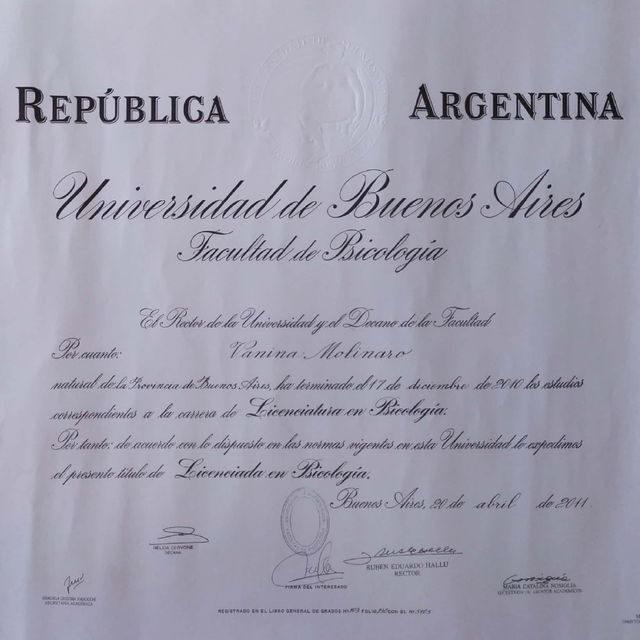 REPÚBLICA ARGENTINA
Universidad de Buenos Aires
Facultad de Psicología
El Rector de la Universidad y el Decano de la Facultad
Por cuanto: Vanina Molinaro
natural de la Provincia de Buenos Aires, ha terminado el 17 de diciembre de 2010 los estudios
correspondientes a la carrera de Licenciatura en Psicología.
Por tanto: de acuerdo con lo dispuesto en las normas vigentes en esta Universidad le expedimos
el presente título de Licenciada en Psicología.
Buenos Aires, 20 de abril de 2011
NELIDA CERVONE
DECANA
RUBEN EDUARDO HALLU
RECTOR
FIRMA DEL INTERESADO
MARIA CATALINA NOSIGLIA
SECRETARIA DE ASUNTOS ACADEMICOS
SECRETARIA ACADEMICA
REGISTRADO EN EL LIBRO GENERAL DE GRADOS Nº FOLIO CON EL Nº